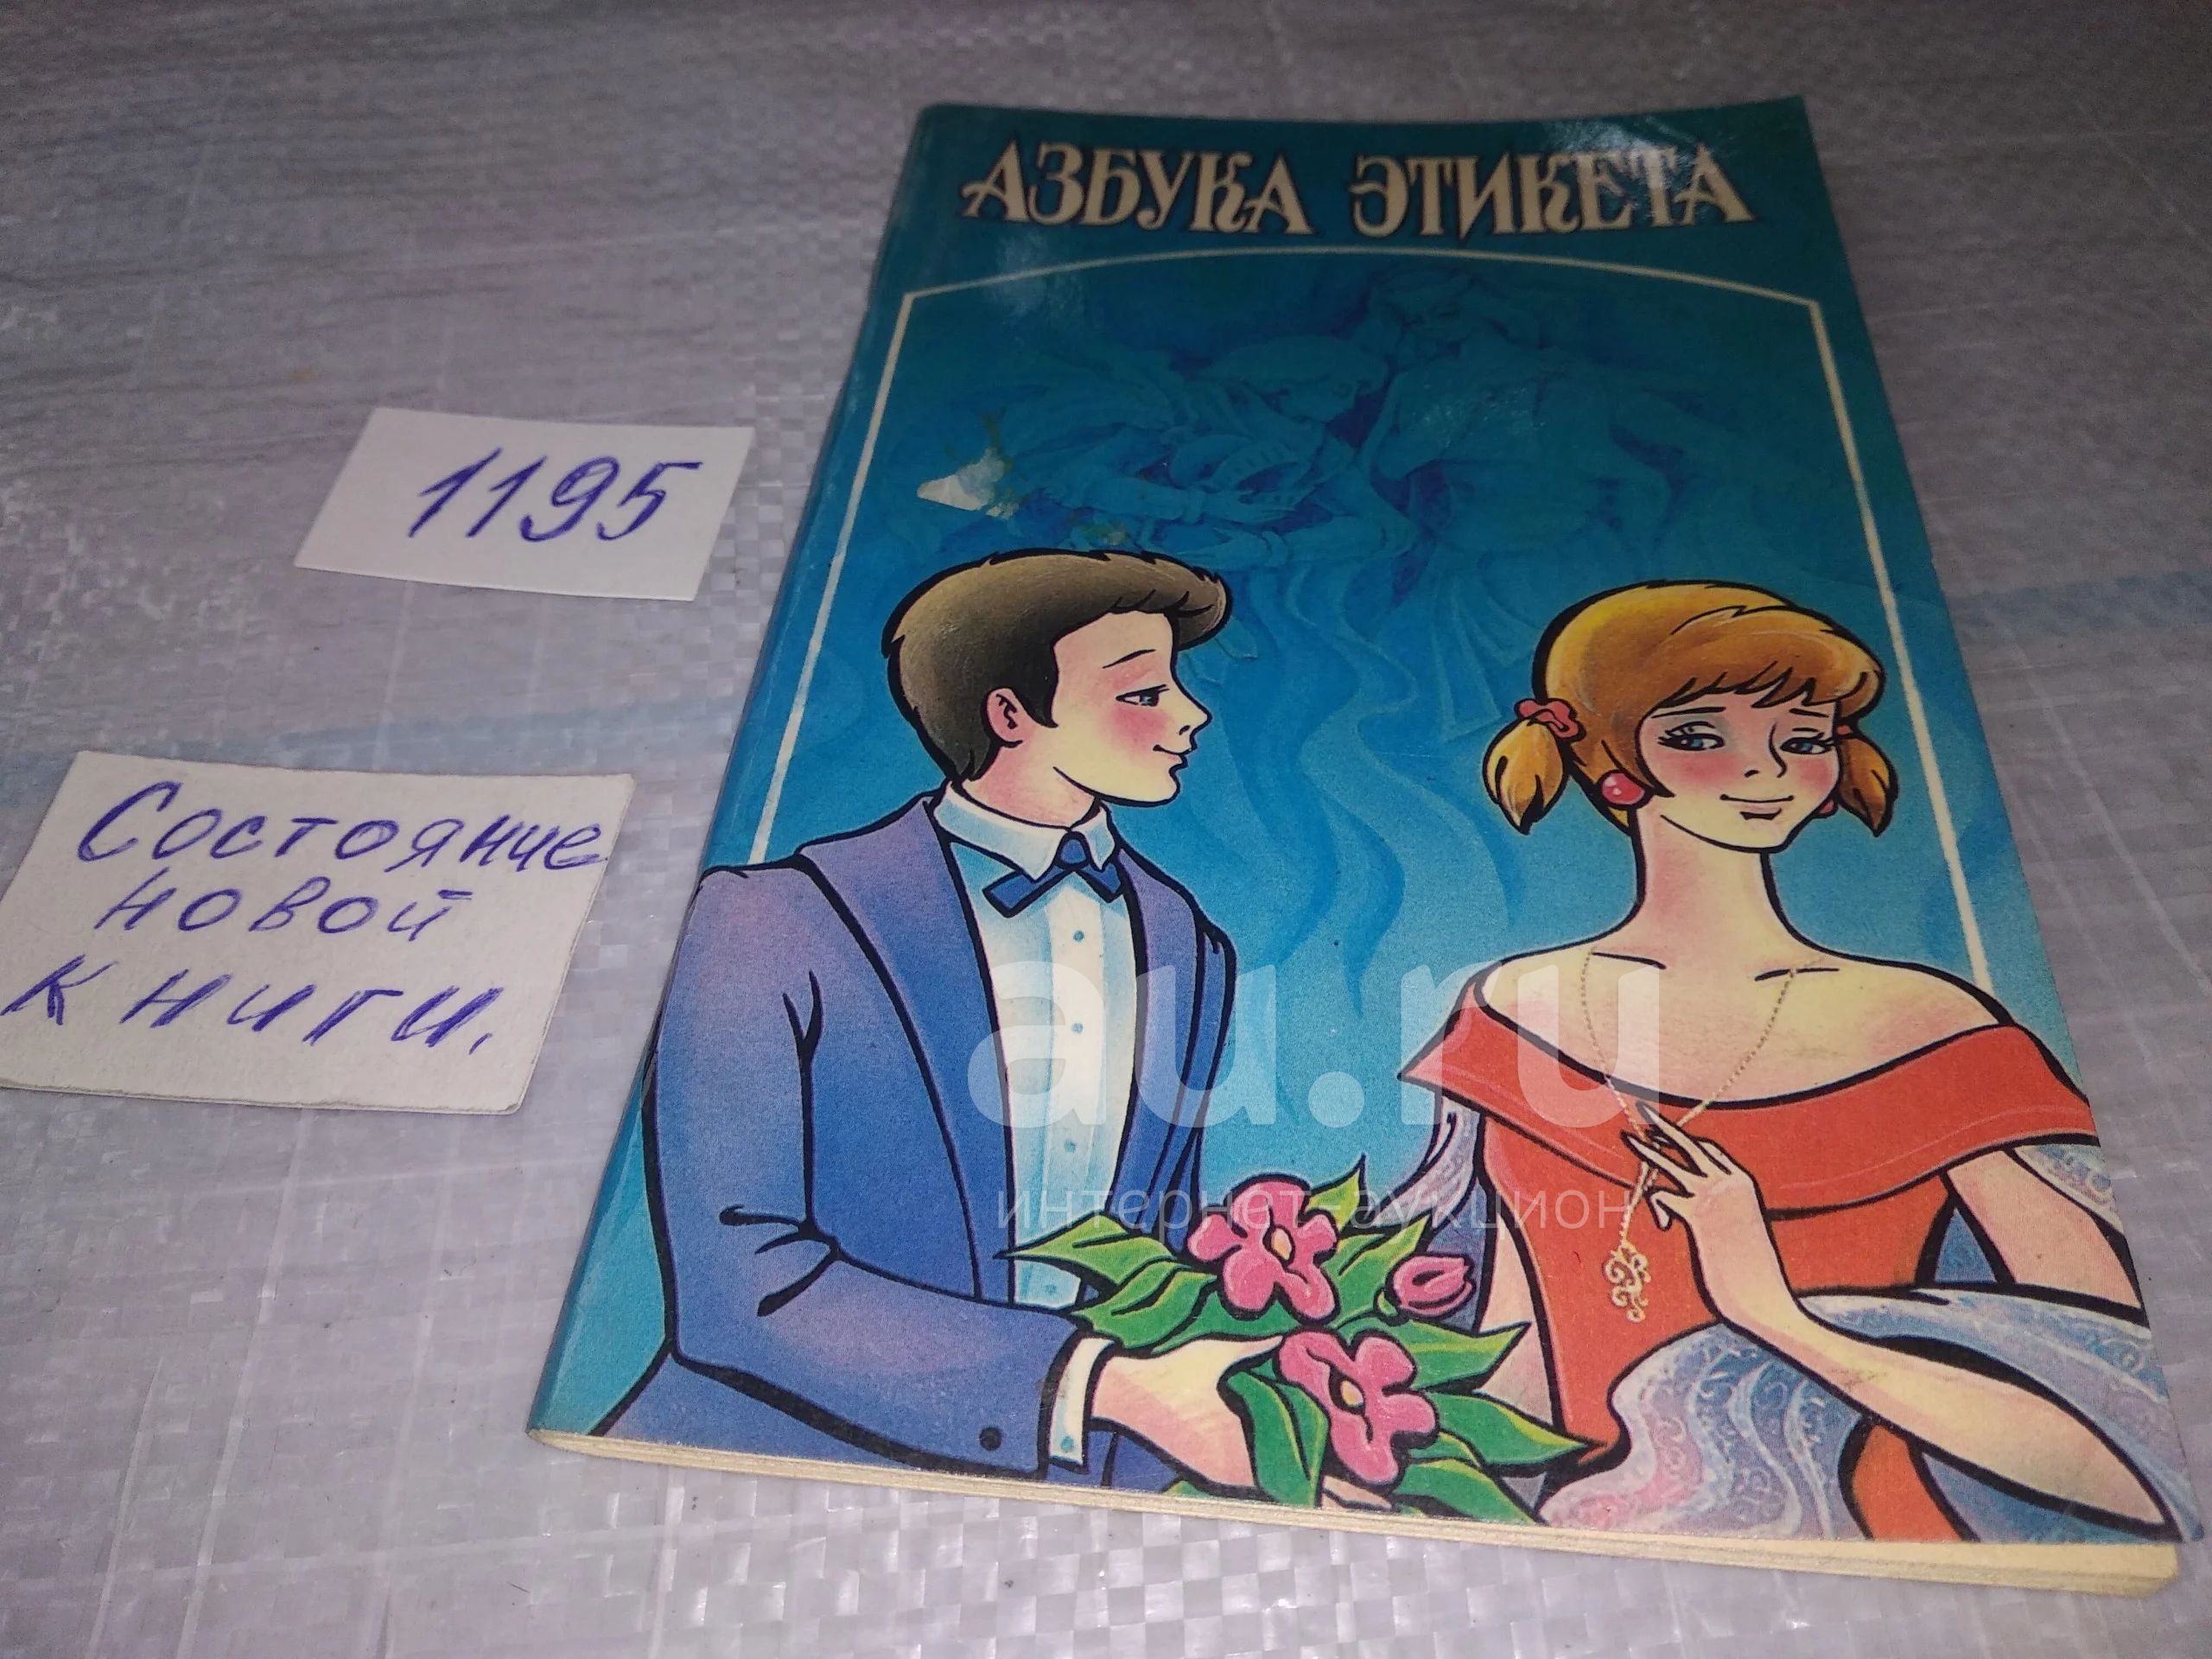 АЗБУКА ЭТИКЕТА
1195
Состояние
новой
книги.
au.ru
интернет-аукцион